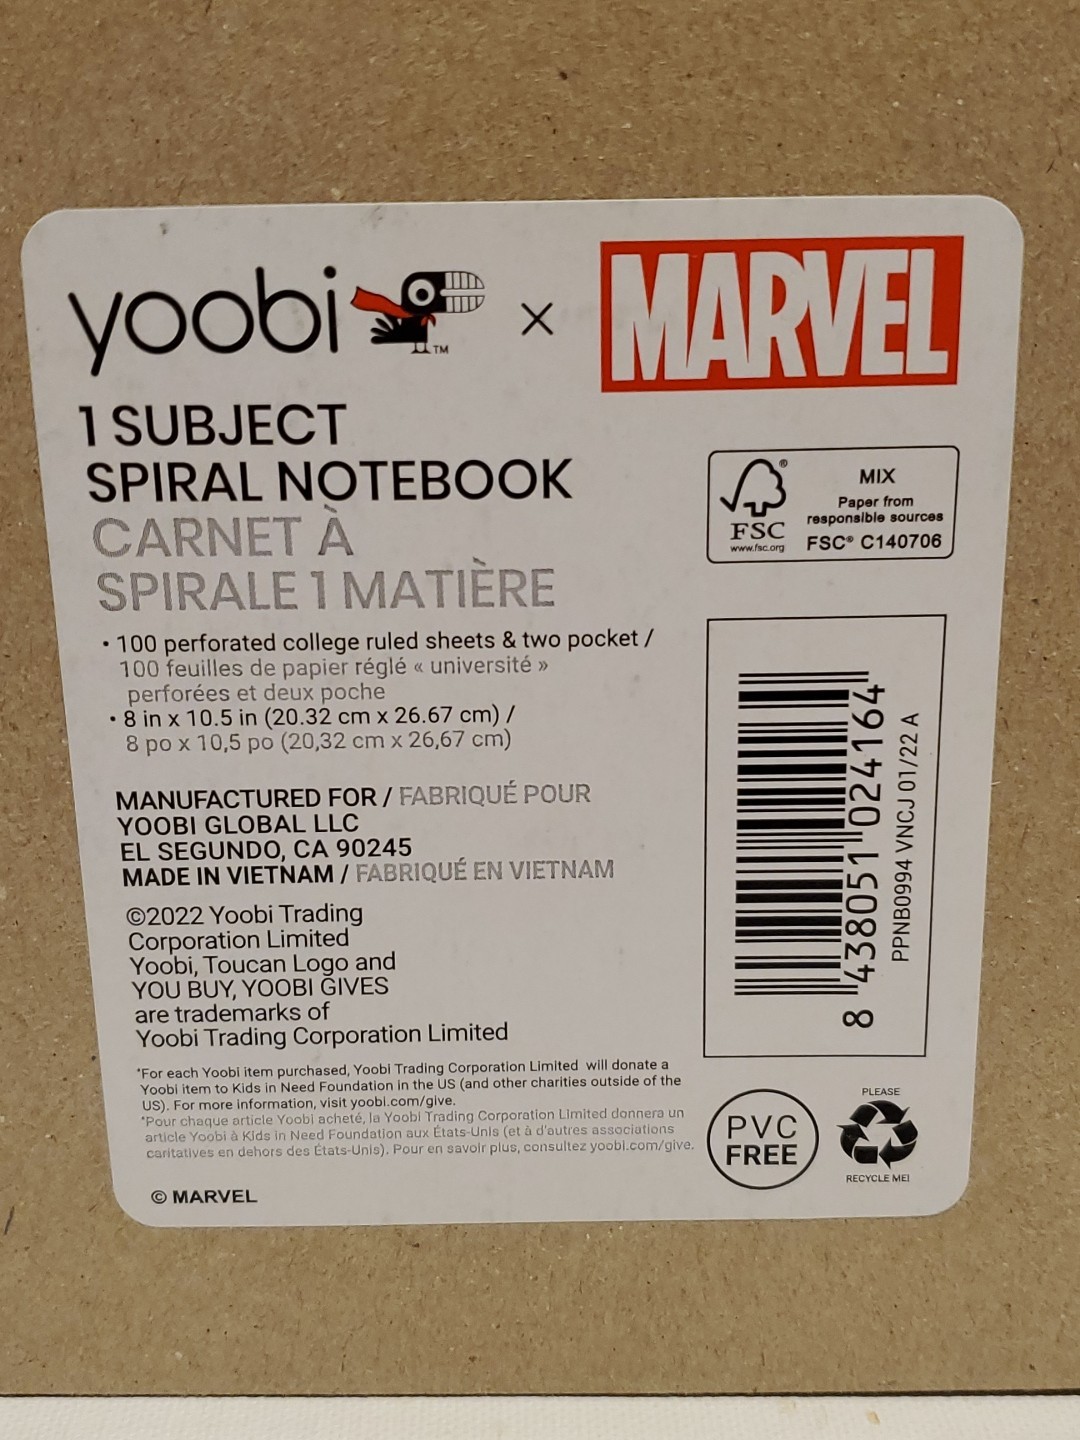 yoobi ™ × MARVEL
1 SUBJECT
SPIRAL NOTEBOOK
CARNET À
SPIRALE 1 MATIÈRE
• 100 perforated college ruled sheets & two pocket /
100 feuilles de papier réglé « université »
perforées et deux poche
• 8 in x 10.5 in (20.32 cm x 26.67 cm) /
8 po x 10,5 po (20,32 cm x 26,67 cm)
MANUFACTURED FOR / FABRIQUÉ POUR
YOOBI GLOBAL LLC
EL SEGUNDO, CA 90245
MADE IN VIETNAM / FABRIQUÉ EN VIETNAM
©2022 Yoobi Trading
Corporation Limited
Yoobi, Toucan Logo and
YOU BUY, YOOBI GIVES
are trademarks of
Yoobi Trading Corporation Limited
*For each Yoobi item purchased, Yoobi Trading Corporation Limited will donate a
Yoobi item to Kids in Need Foundation in the US (and other charities outside of the
US). For more information, visit yoobi.com/give.
*Pour chaque article Yoobi acheté, la Yoobi Trading Corporation Limited donnera un
article Yoobi à Kids in Need Foundation aux États-Unis (et à d'autres associations
caritatives en dehors des États-Unis). Pour en savoir plus, consultez yoobi.com/give.
© MARVEL
FSC ®
www.fsc.org
MIX
Paper from
responsible sources
FSC® C140706
8 43805 1 02416 4
PPNB0994 VNCJ 01/22 A
PVC
FREE
PLEASE
RECYCLE ME!